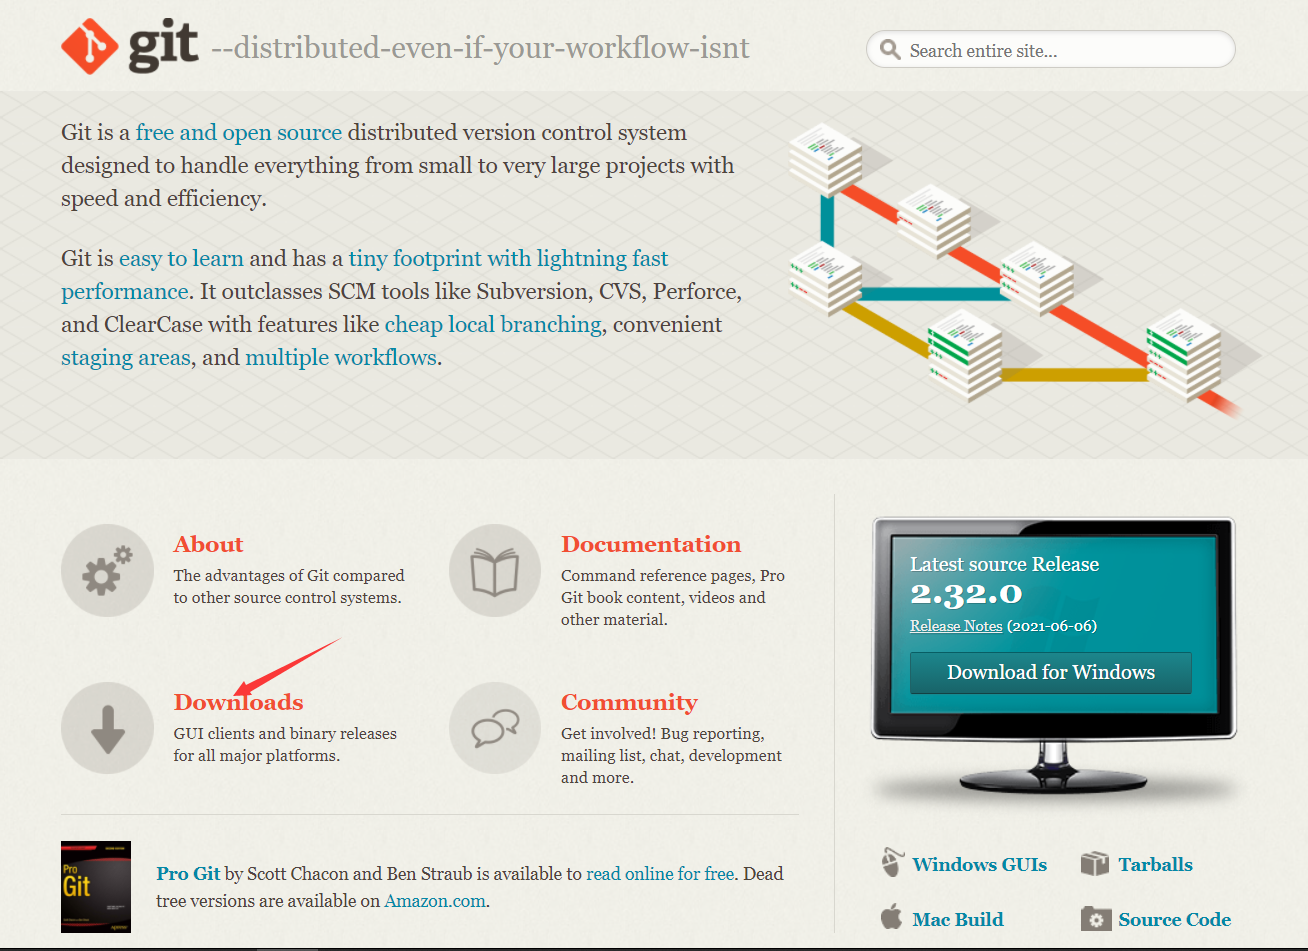 git --distributed-even-if-your-workflow-isnt
Search entire site...
Git is a free and open source distributed version control system
designed to handle everything from small to very large projects with
speed and efficiency.
Git is easy to learn and has a tiny footprint with lightning fast
performance. It outclasses SCM tools like Subversion, CVS, Perforce,
and ClearCase with features like cheap local branching, convenient
staging areas, and multiple workflows.
About
The advantages of Git compared
to other source control systems.
Documentation
Command reference pages, Pro
Git book content, videos and
other material.
Downloads
GUI clients and binary releases
for all major platforms.
Community
Get involved! Bug reporting,
mailing list, chat, development
and more.
Pro
Git
Pro Git by Scott Chacon and Ben Straub is available to read online for free. Dead
tree versions are available on Amazon.com.
Latest source Release
2.32.0
Release Notes (2021-06-06)
Download for Windows
Windows GUIs
Tarballs
Mac Build
Source Code